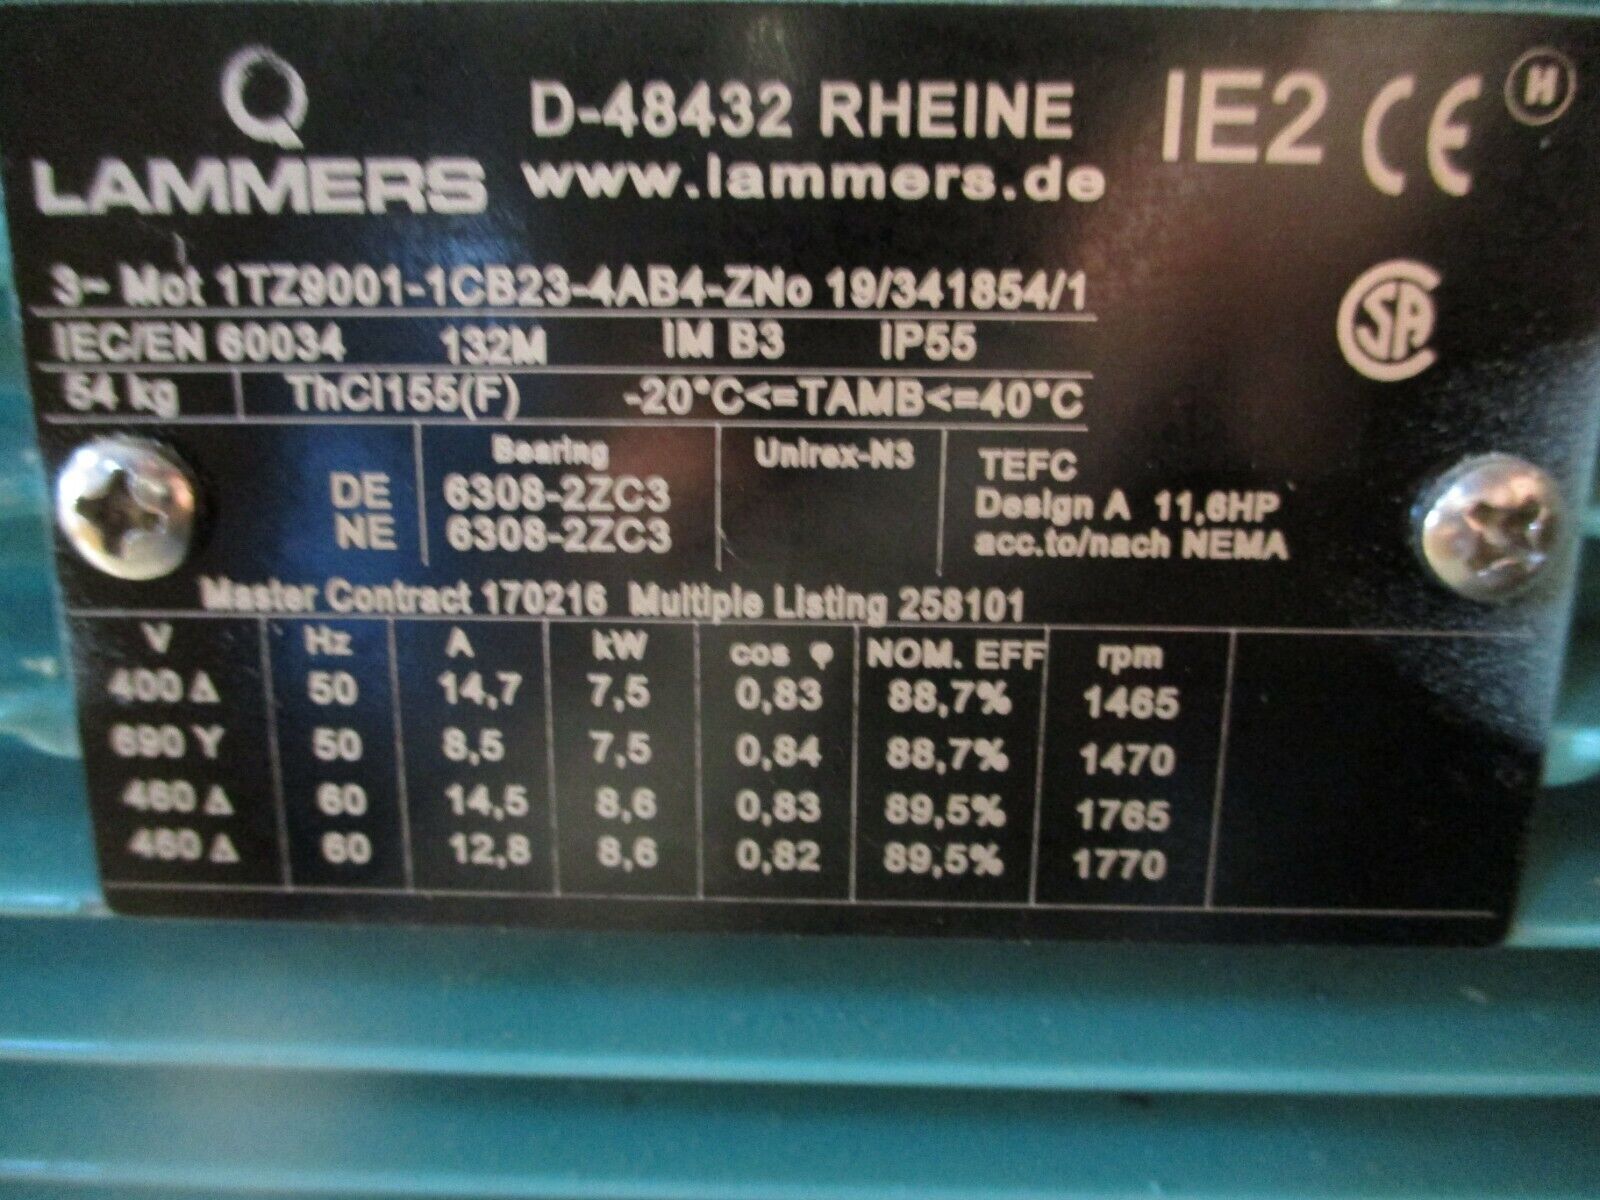 LAMMERS
D-48432 RHEINE
www.lammers.de
IE2 CE
H
3~ Mot 1TZ9001-1CB23-4AB4-ZNo 19/341854/1
SA
IEC/EN 60034 132M IM B3 IP55
54 kg ThCl155(F) -20°C<=TAMB<=40°C
Bearing Unirex-N3 TEFC
DE 6308-2ZC3 Design A 11,6HP
NE 6308-2ZC3 acc.to/nach NEMA
Master Contract 170216 Multiple Listing 258101
V Hz A kW cos φ NOM. EFF rpm
400 Δ 50 14,7 7,5 0,83 88,7% 1465
690 Y 50 8,5 7,5 0,84 88,7% 1470
Δ 60 14,5 8,6 0,83 89,5% 1765
Δ 60 12,8 8,6 0,82 89,5% 1770